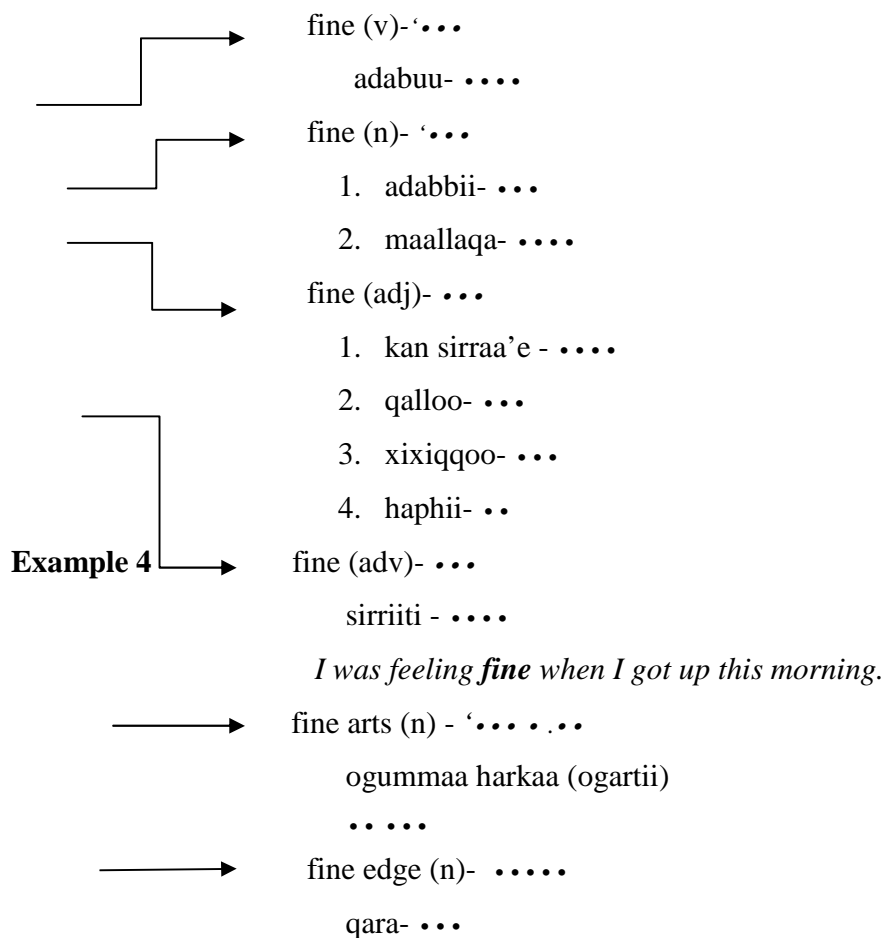 fine (v)-‘••••
adabuu- ••••
fine (n)- ‘•••
1. adabbii- •••
2. maallaqa- ••••
fine (adj)- •••
1. kan sirraa’e - ••••
2. qalloo- •••
3. xixiqqoo- •••
4. haphii- ••
Example 4 fine (adv)- •••
sirriiti - ••••
I was feeling fine when I got up this morning.
fine arts (n) - ‘••• • .••
ogummaa harkaa (ogartii)
•• •••
fine edge (n)- •••••
qara- •••